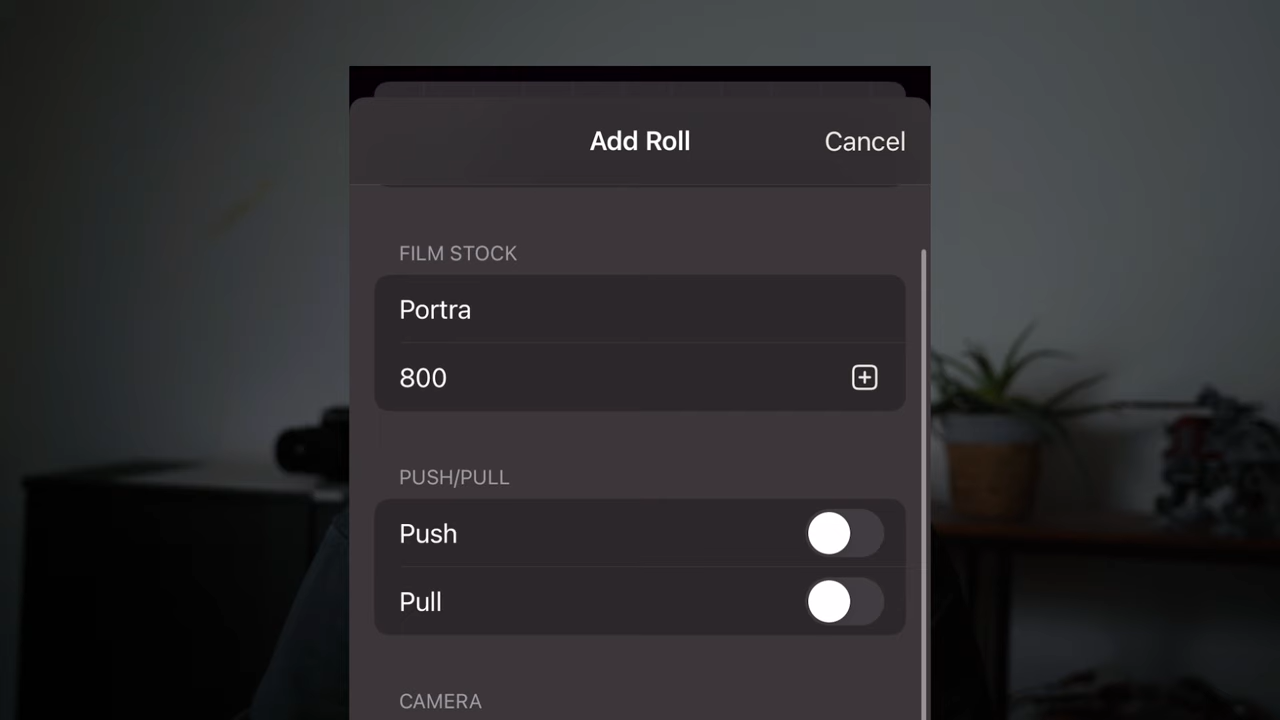 Add Roll
Cancel
FILM STOCK
Portra
800
PUSH/PULL
Push
Pull
CAMERA